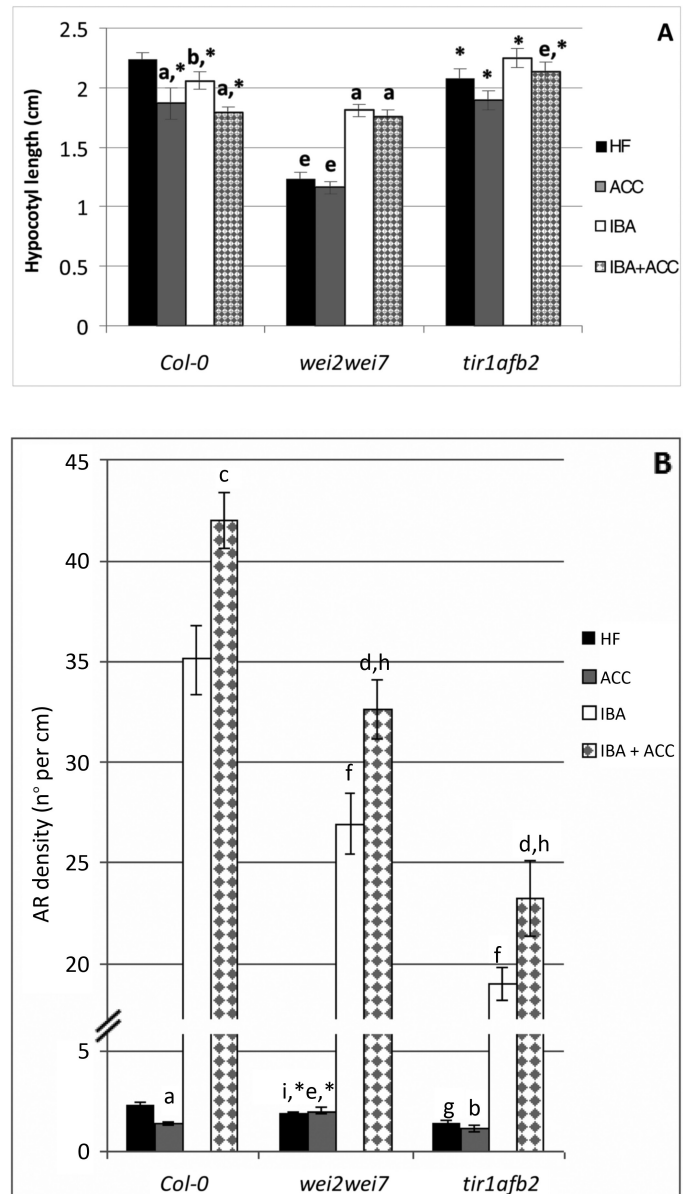 A
2.5
2
1.5
1
0.5
0
Hypocotyl length (cm)
a,* b,* a,*
e e a a
* * * e,*
Col-0 wei2wei7 tir1afb2
HF
ACC
IBA
IBA+ACC
B
45
40
35
30
25
20
5
0
AR density (n° per cm)
c
d,h
f
d,h
f
a i,* e,* g b
Col-0 wei2wei7 tir1afb2
HF
ACC
IBA
IBA + ACC